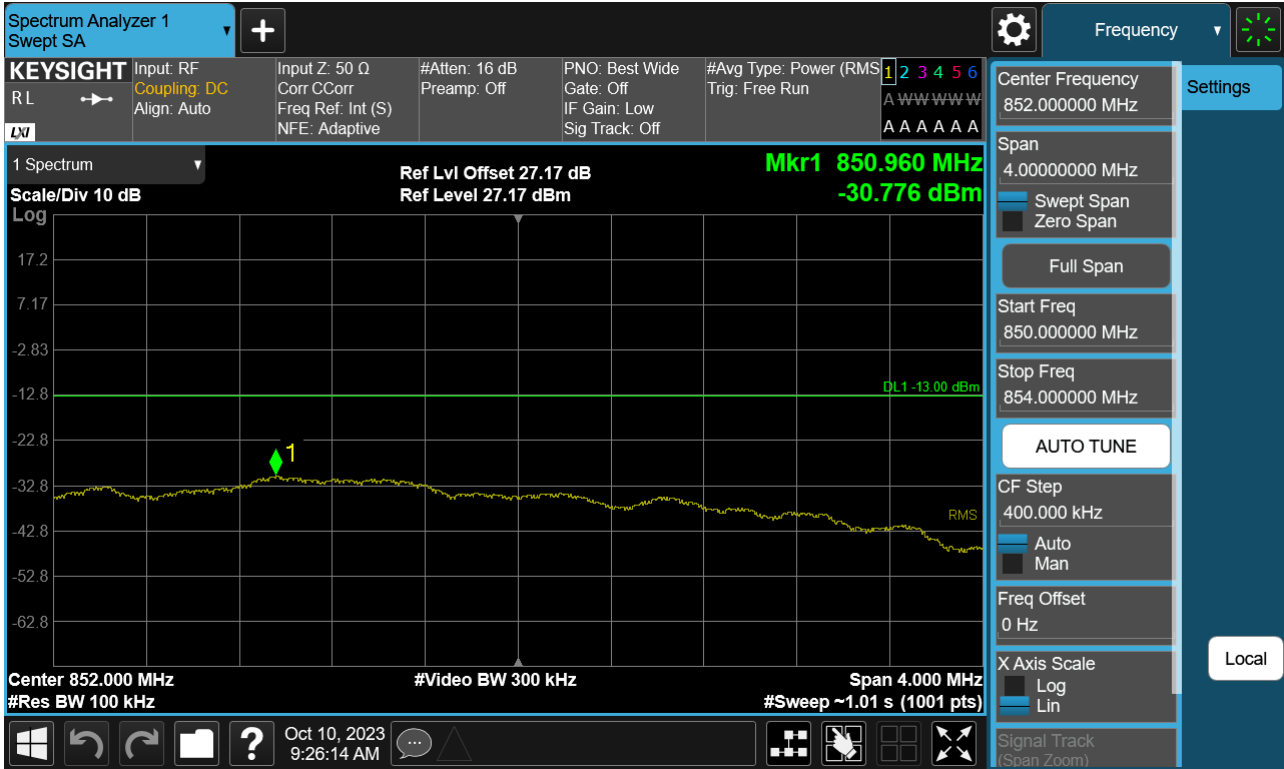 Spectrum Analyzer 1
Swept SA
Frequency
KEYSIGHT
R L
LXI
Input: RF
Coupling: DC
Align: Auto
Input Z: 50 Ω
Corr CCorr
Freq Ref: Int (S)
NFE: Adaptive
#Atten: 16 dB
Preamp: Off
PNO: Best Wide
Gate: Off
IF Gain: Low
Sig Track: Off
#Avg Type: Power (RMS
Trig: Free Run
1 2 3 4 5 6
A W W W W W
A A A A A A
1 Spectrum
Scale/Div 10 dB
Log
Ref Lvl Offset 27.17 dB
Ref Level 27.17 dBm
Mkr1 850.960 MHz
-30.776 dBm
17.2
7.17
-2.83
-12.8
-22.8
-32.8
-42.8
-52.8
-62.8
DL1 -13.00 dBm
1
RMS
Center 852.000 MHz
#Video BW 300 kHz
Span 4.000 MHz
#Res BW 100 kHz
#Sweep ~1.01 s (1001 pts)
Center Frequency
852.000000 MHz
Settings
Span
4.00000000 MHz
Swept Span
Zero Span
Full Span
Start Freq
850.000000 MHz
Stop Freq
854.000000 MHz
AUTO TUNE
CF Step
400.000 kHz
Auto
Man
Freq Offset
0 Hz
X Axis Scale
Log
Lin
Local
Signal Track
(Span Zoom)
?
Oct 10, 2023
9:26:14 AM